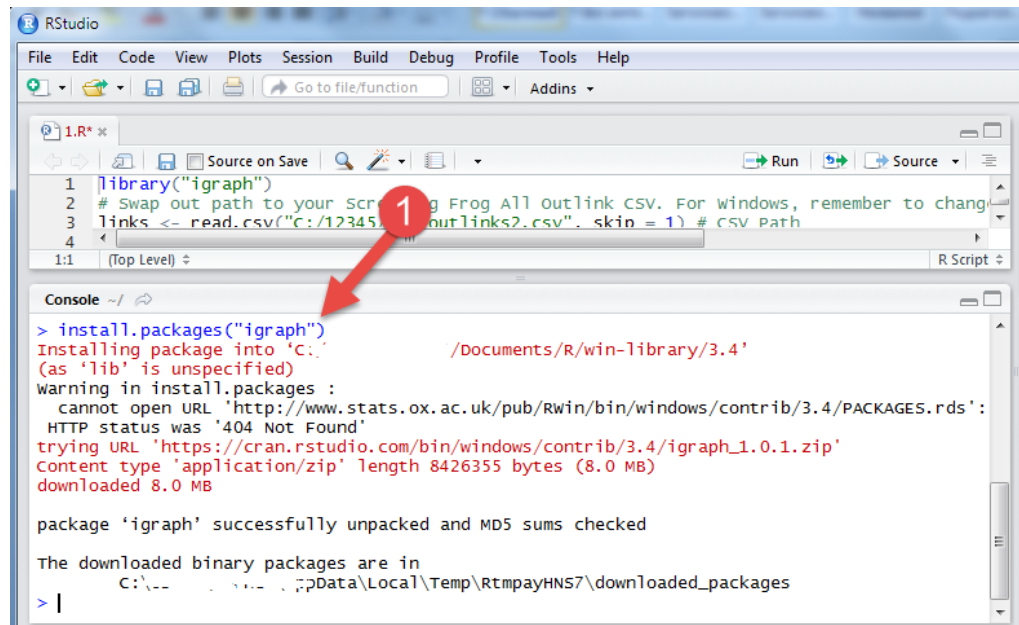 RStudio
File Edit Code View Plots Session Build Debug Profile Tools Help
Go to file/function Addins
1.R*
Source on Save Run Source
1 library("igraph")
2 # Swap out path to your Frog All Outlink CSV. For Windows, remember to
3 links <- read.csv("C:/12345 outlinks2.csv", skip = 1) # CSV Path
4
1:1 (Top Level) R Script
1
Console ~/
> install.packages("igraph")
Installing package into ‘C: /Documents/R/win-library/3.4’
(as ‘lib’ is unspecified)
Warning in install.packages :
cannot open URL 'http://www.stats.ox.ac.uk/pub/RWin/bin/windows/contrib/3.4/PACKAGES.rds':
HTTP status was '404 Not Found'
trying URL 'https://cran.rstudio.com/bin/windows/contrib/3.4/igraph_1.0.1.zip'
Content type 'application/zip' length 8426355 bytes (8.0 MB)
downloaded 8.0 MB
package ‘igraph’ successfully unpacked and MD5 sums checked
The downloaded binary packages are in
C:\ Data\Local\Temp\RtmpayHNS7\downloaded_packages
>